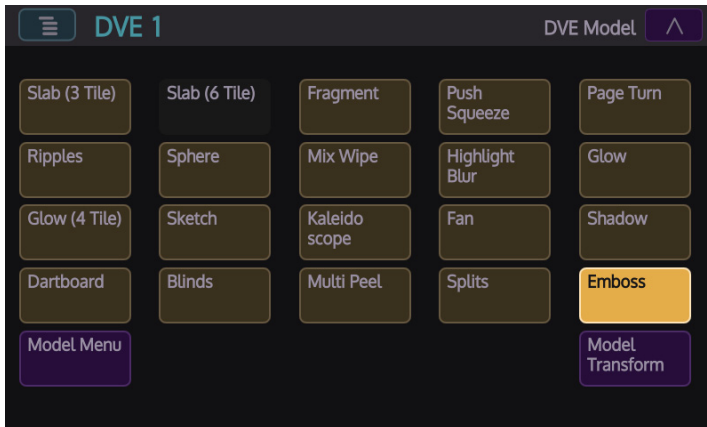 DVE 1
DVE Model
Slab (3 Tile)
Slab (6 Tile)
Fragment
Push
Squeeze
Page Turn
Ripples
Sphere
Mix Wipe
Highlight
Blur
Glow
Glow (4 Tile)
Sketch
Kaleido
scope
Fan
Shadow
Dartboard
Blinds
Multi Peel
Splits
Emboss
Model Menu
Model
Transform